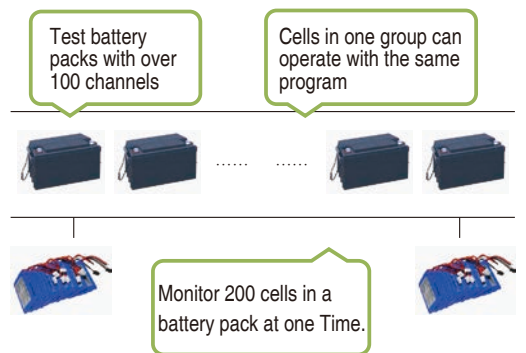 Test battery
packs with over
100 channels
Cells in one group can
operate with the same
program
...... ......
Monitor 200 cells in a
battery pack at one Time.